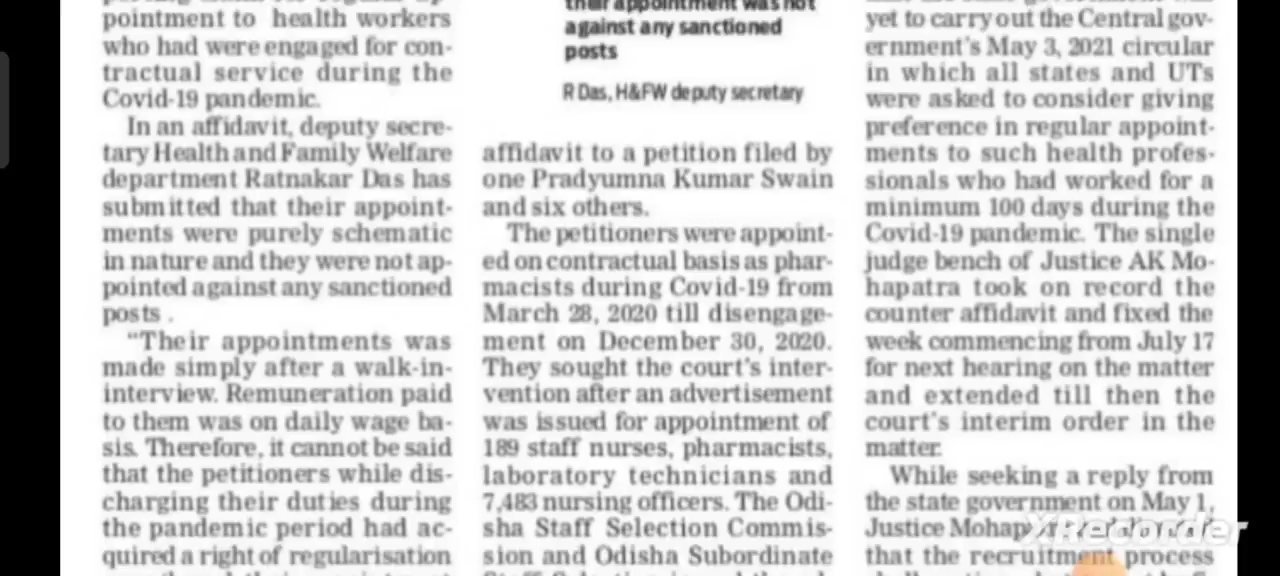 pointment to health workers
who had were engaged for con-
tractual service during the
Covid-19 pandemic.
In an affidavit, deputy secre-
tary Health and Family Welfare
department Ratnakar Das has
submitted that their appoint-
ments were purely schematic
in nature and they were not ap-
pointed against any sanctioned
posts .
"Their appointments was
made simply after a walk-in-
interview. Remuneration paid
to them was on daily wage ba-
sis. Therefore, it cannot be said
that the petitioners while dis-
charging their duties during
the pandemic period had ac-
quired a right of regularisation
their appointment was not
against any sanctioned
posts
R Das, H&FW deputy secretary
affidavit to a petition filed by
one Pradyumna Kumar Swain
and six others.
The petitioners were appoint-
ed on contractual basis as phar-
macists during Covid-19 from
March 28, 2020 till disengage-
ment on December 30, 2020.
They sought the court's inter-
vention after an advertisement
was issued for appointment of
189 staff nurses, pharmacists,
laboratory technicians and
7,483 nursing officers. The Odi-
sha Staff Selection Commis-
sion and Odisha Subordinate
yet to carry out the Central gov-
ernment's May 3, 2021 circular
in which all states and UTs
were asked to consider giving
preference in regular appoint-
ments to such health profes-
sionals who had worked for a
minimum 100 days during the
Covid-19 pandemic. The single
judge bench of Justice AK Mo-
hapatra took on record the
counter affidavit and fixed the
week commencing from July 17
for next hearing on the matter
and extended till then the
court's interim order in the
matter.
While seeking a reply from
the state government on May 1,
Justice
that the recruitment process
XRecorder